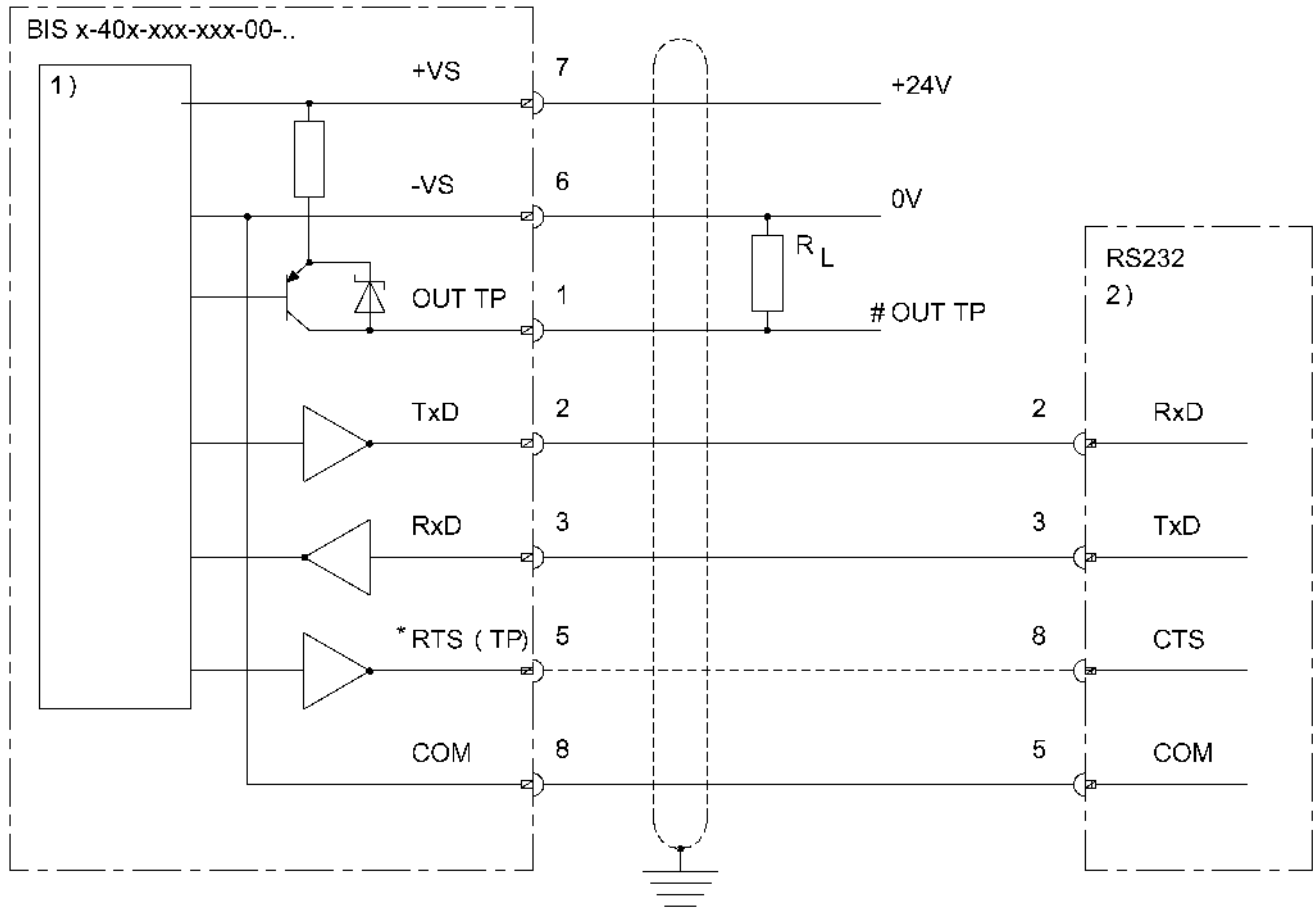 BIS x-40x-xxx-xxx-00-..
1)
+VS 7 +24V
-VS 6 0V
R L
RS232
2)
OUT TP 1 # OUT TP
TxD 2 2 RxD
RxD 3 3 TxD
* RTS ( TP) 5 8 CTS
COM 8 5 COM